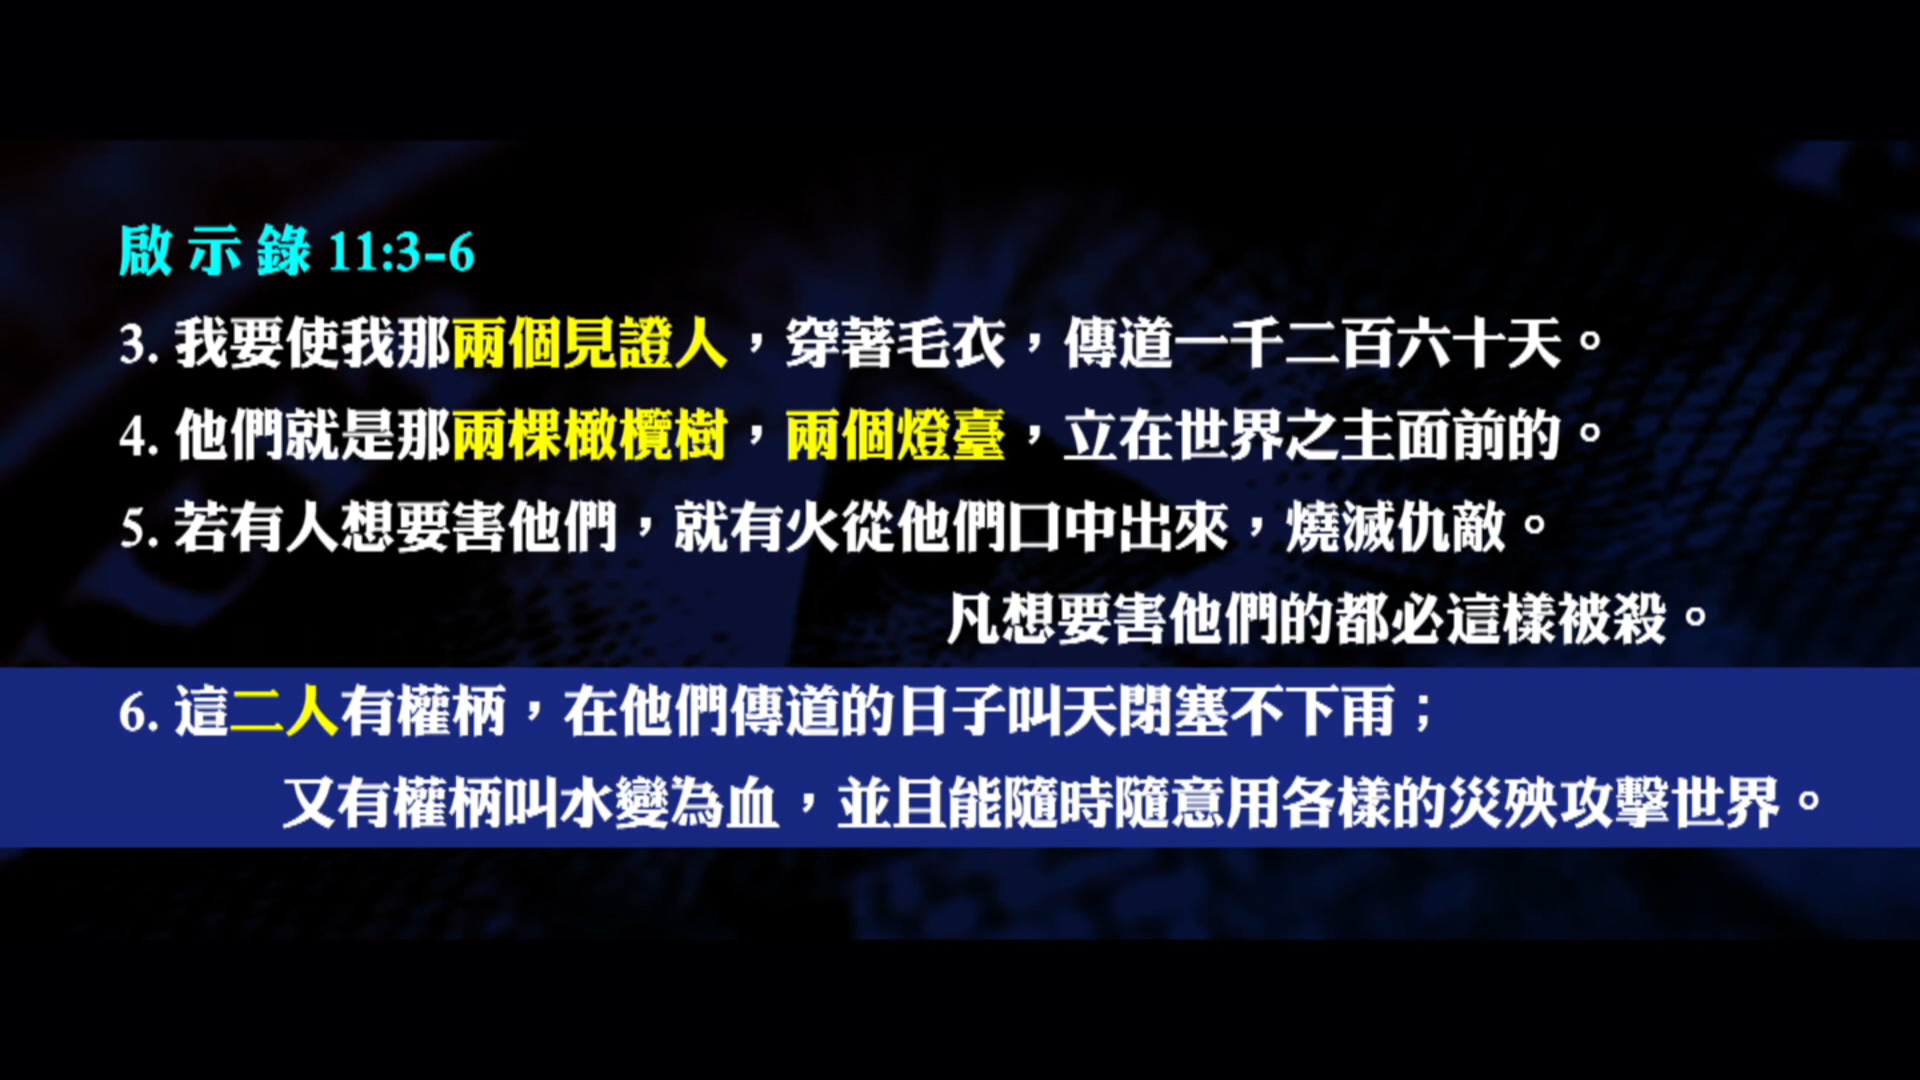 啟示錄 11:3-6
3. 我要使我那兩個見證人，穿著毛衣，傳道一千二百六十天。
4. 他們就是那兩棵橄欖樹，兩個燈臺，立在世界之主面前的。
5. 若有人想要害他們，就有火從他們口中出來，燒滅仇敵。
凡想要害他們的都必這樣被殺。
6. 這二人有權柄，在他們傳道的日子叫天閉塞不下雨；
又有權柄叫水變為血，並且能隨時隨意用各樣的災殃攻擊世界。